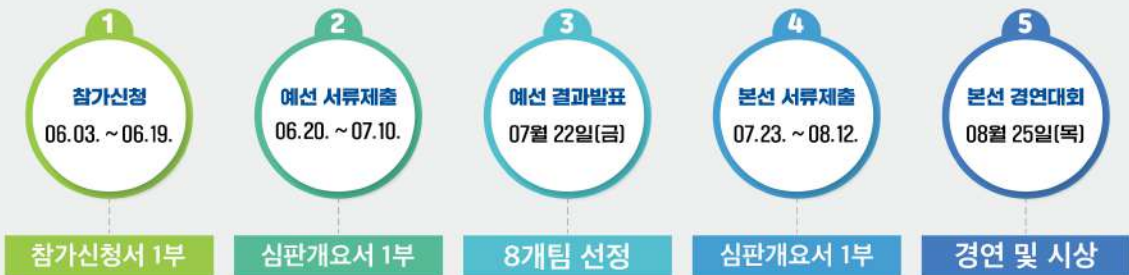 1
참가신청
06.03. ~ 06.19.
참가신청서 1부
2
예선 서류제출
06.20. ~ 07.10.
심판개요서 1부
3
예선 결과발표
07월 22일(금)
8개팀 선정
4
본선 서류제출
07.23. ~ 08.12.
심판개요서 1부
5
본선 경연대회
08월 25일(목)
경연 및 시상